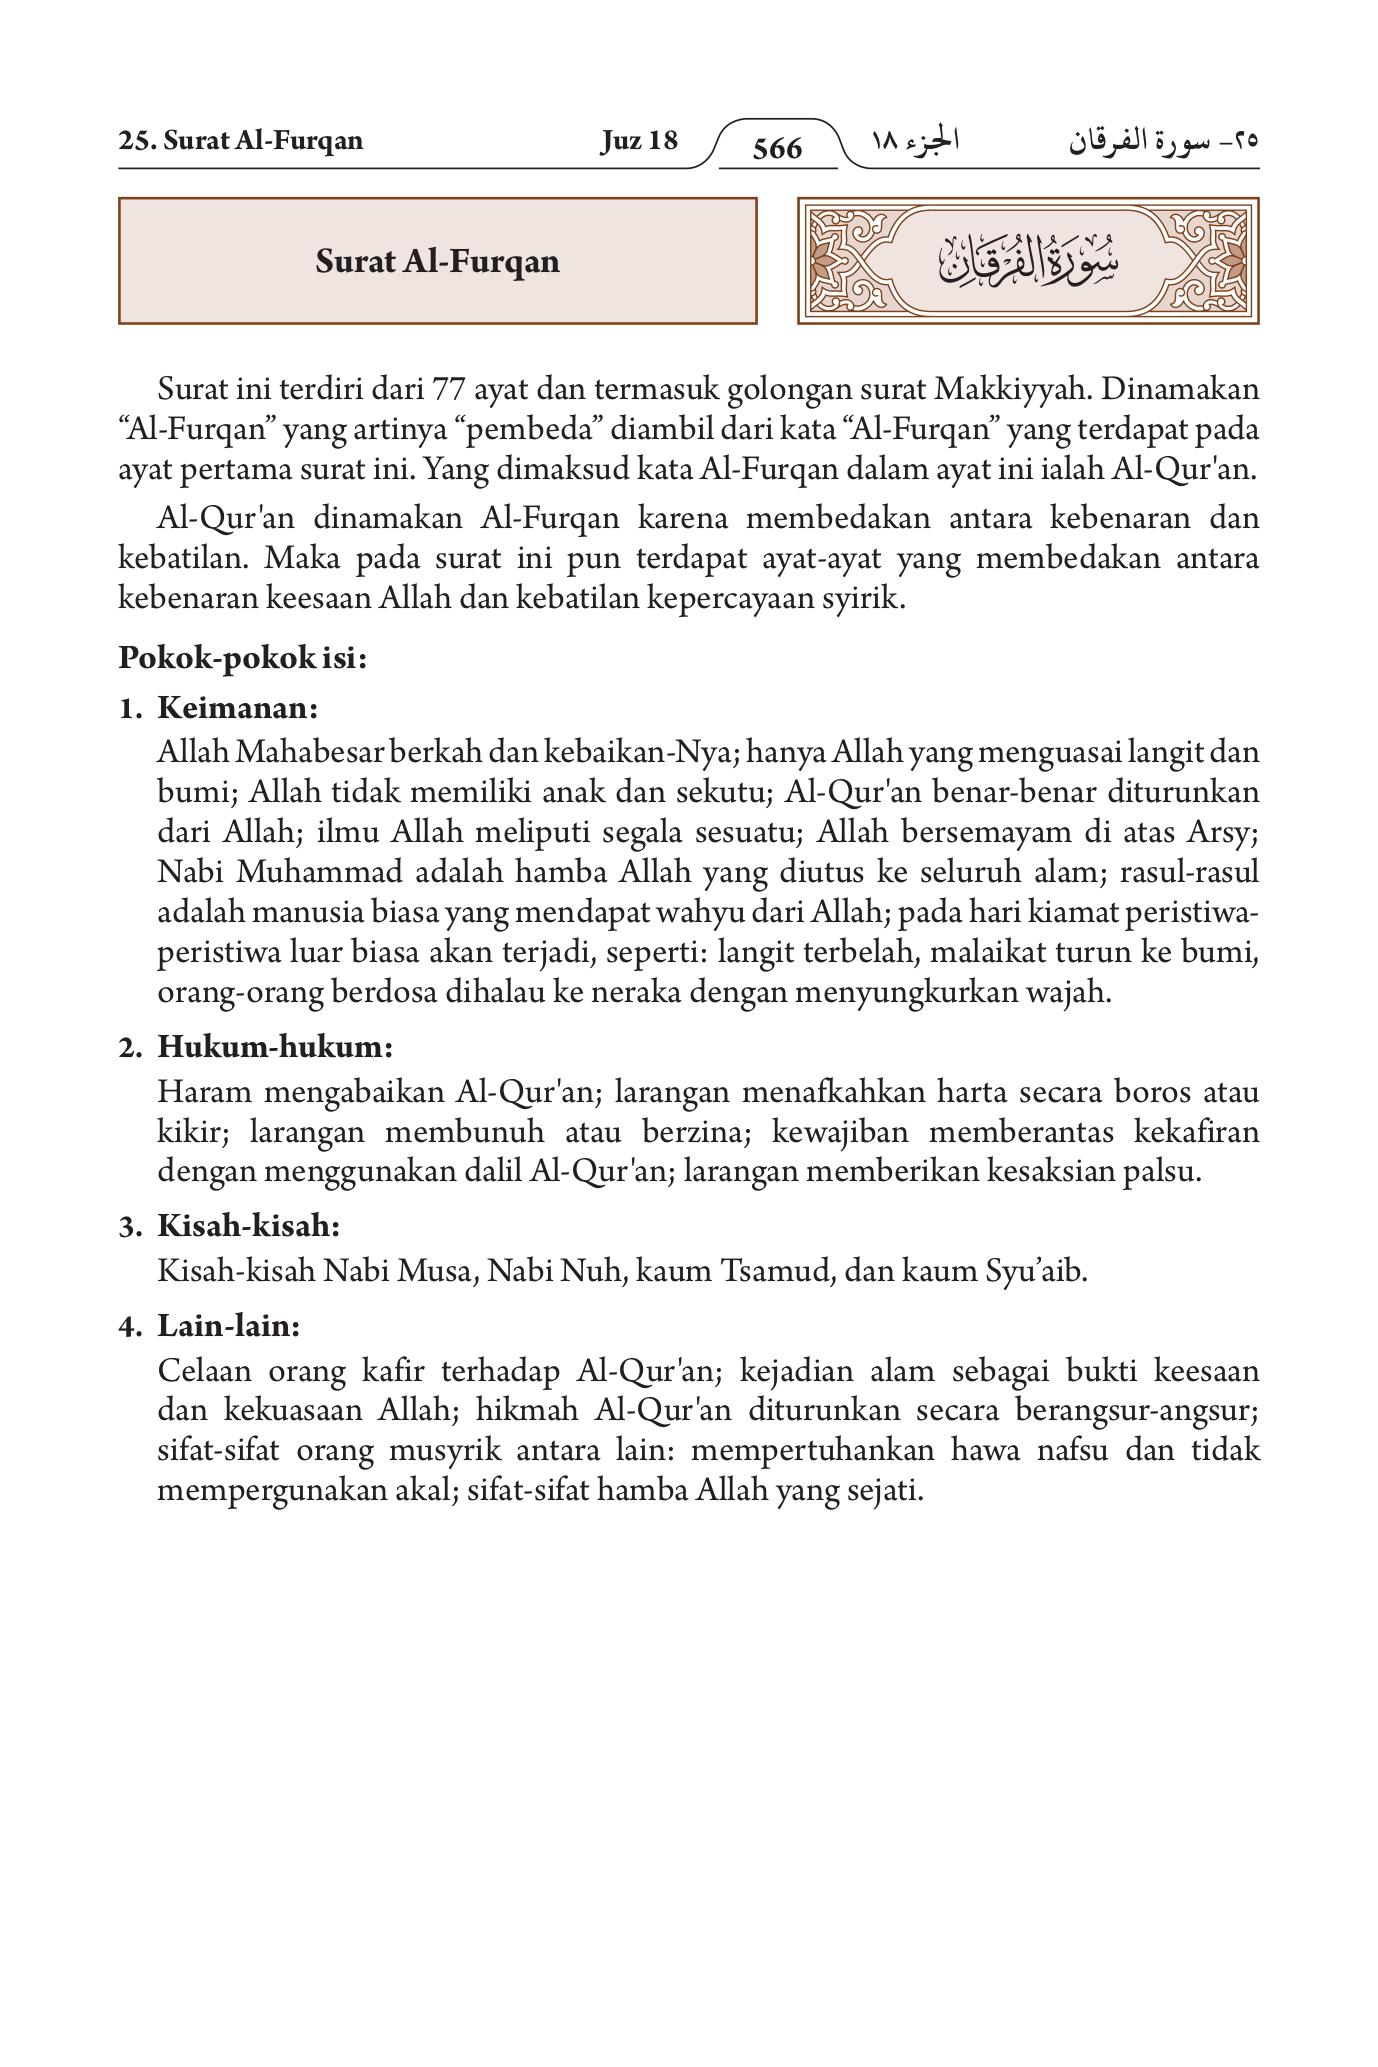 25. Surat Al-Furqan Juz 18 566 الجزء ١٨ ٢٥- سورة الفرقان
Surat Al-Furqan
سُورَةُ الفُرْقَانِ
Surat ini terdiri dari 77 ayat dan termasuk golongan surat Makkiyyah. Dinamakan
“Al-Furqan” yang artinya “pembeda” diambil dari kata “Al-Furqan” yang terdapat pada
ayat pertama surat ini. Yang dimaksud kata Al-Furqan dalam ayat ini ialah Al-Qur'an.
Al-Qur'an dinamakan Al-Furqan karena membedakan antara kebenaran dan
kebatilan. Maka pada surat ini pun terdapat ayat-ayat yang membedakan antara
kebenaran keesaan Allah dan kebatilan kepercayaan syirik.
Pokok-pokok isi:
1. Keimanan:
Allah Mahabesar berkah dan kebaikan-Nya; hanya Allah yang menguasai langit dan
bumi; Allah tidak memiliki anak dan sekutu; Al-Qur'an benar-benar diturunkan
dari Allah; ilmu Allah meliputi segala sesuatu; Allah bersemayam di atas Arsy;
Nabi Muhammad adalah hamba Allah yang diutus ke seluruh alam; rasul-rasul
adalah manusia biasa yang mendapat wahyu dari Allah; pada hari kiamat peristiwa-
peristiwa luar biasa akan terjadi, seperti: langit terbelah, malaikat turun ke bumi,
orang-orang berdosa dihalau ke neraka dengan menyungkurkan wajah.
2. Hukum-hukum:
Haram mengabaikan Al-Qur'an; larangan menafkahkan harta secara boros atau
kikir; larangan membunuh atau berzina; kewajiban memberantas kekafiran
dengan menggunakan dalil Al-Qur'an; larangan memberikan kesaksian palsu.
3. Kisah-kisah:
Kisah-kisah Nabi Musa, Nabi Nuh, kaum Tsamud, dan kaum Syu’aib.
4. Lain-lain:
Celaan orang kafir terhadap Al-Qur'an; kejadian alam sebagai bukti keesaan
dan kekuasaan Allah; hikmah Al-Qur'an diturunkan secara berangsur-angsur;
sifat-sifat orang musyrik antara lain: mempertuhankan hawa nafsu dan tidak
mempergunakan akal; sifat-sifat hamba Allah yang sejati.